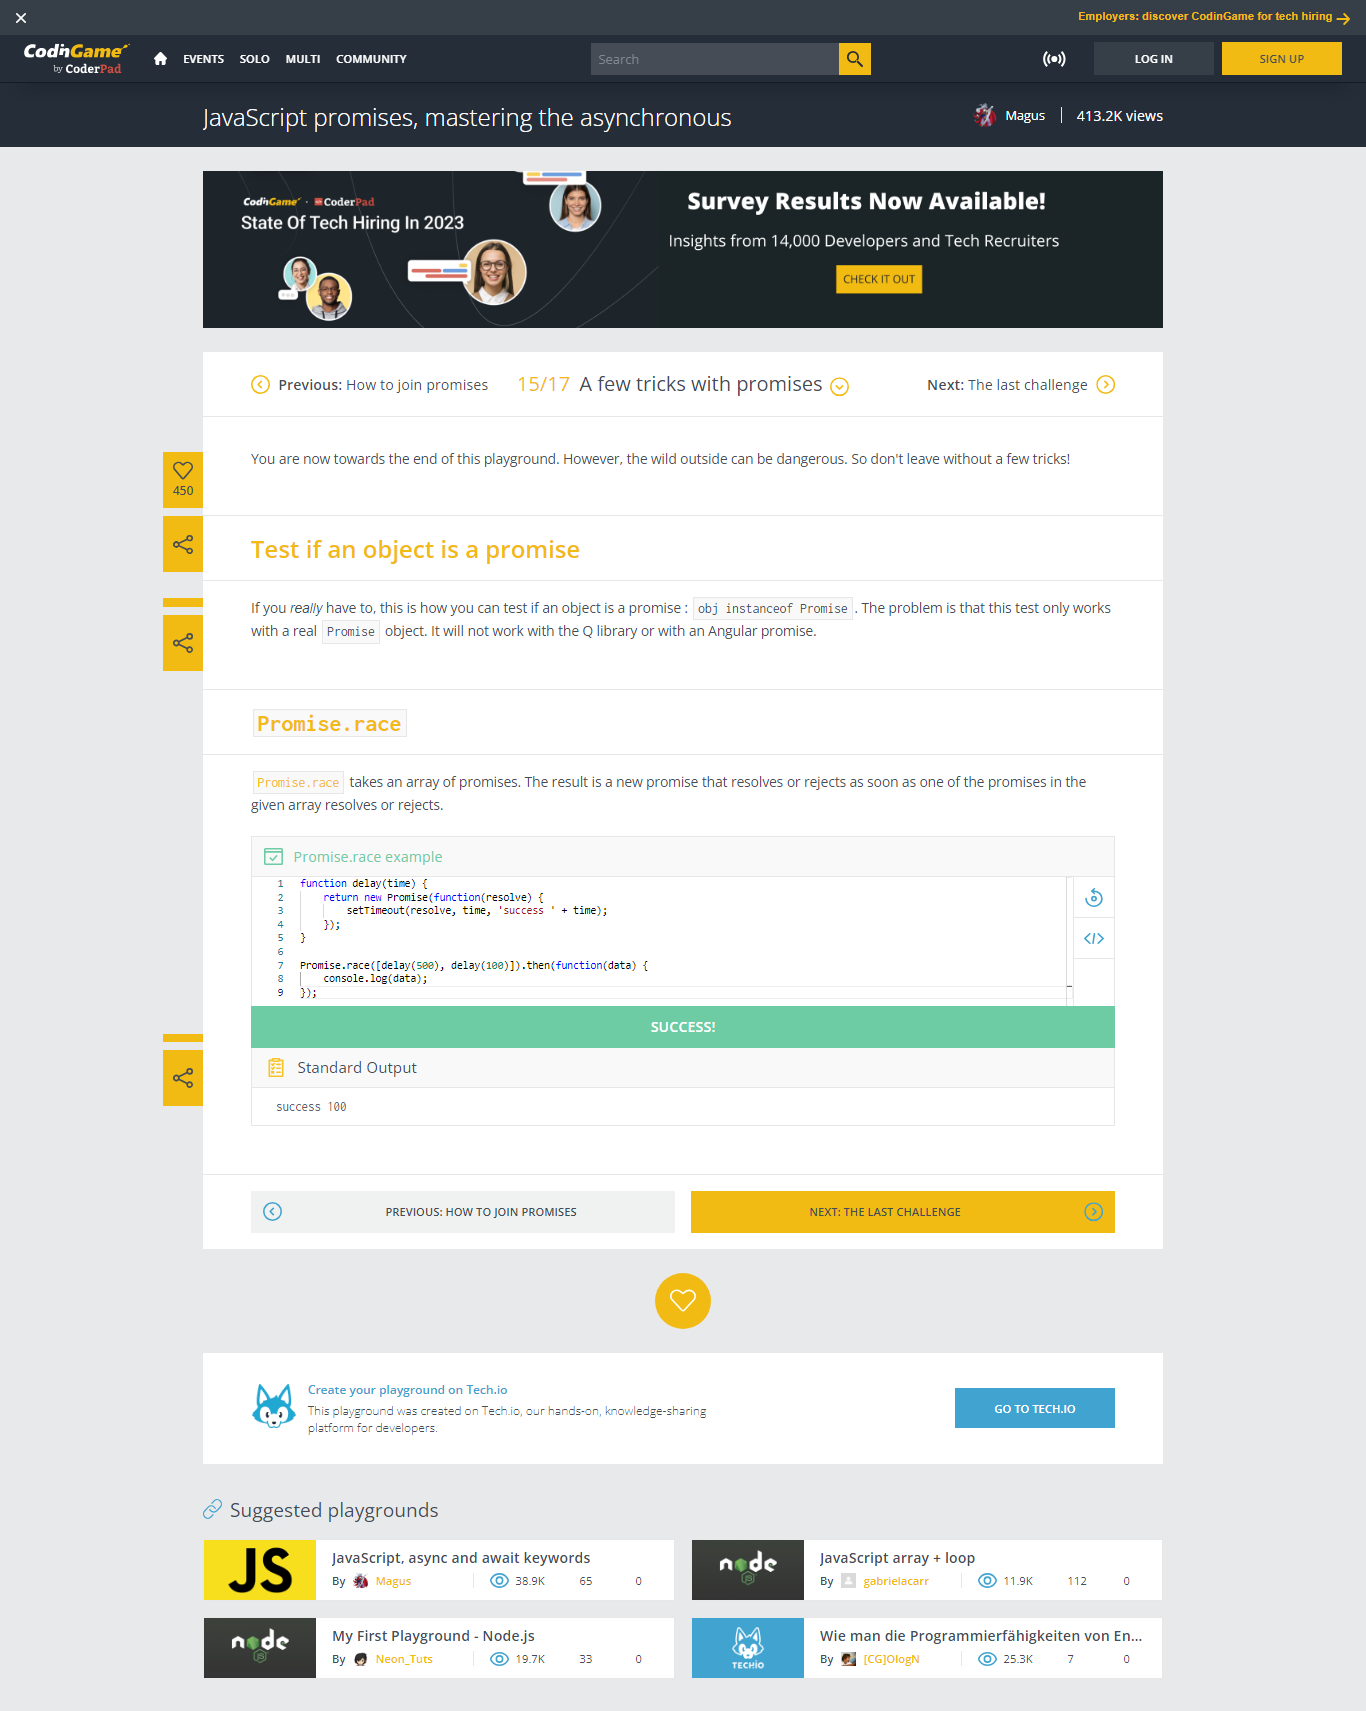 Employers: discover CodinGame for tech hiring
CodinGame
by CoderPad
EVENTS SOLO MULTI COMMUNITY
Search
LOG IN
SIGN UP
JavaScript promises, mastering the asynchronous
Magus
413.2K views
CodinGame · CoderPad
State Of Tech Hiring In 2023
Survey Results Now Available!
Insights from 14,000 Developers and Tech Recruiters
CHECK IT OUT
Previous: How to join promises
15/17 A few tricks with promises
Next: The last challenge
You are now towards the end of this playground. However, the wild outside can be dangerous. So don't leave without a few tricks!
450
Test if an object is a promise
If you really have to, this is how you can test if an object is a promise : obj instanceof Promise. The problem is that this test only works
with a real Promise object. It will not work with the Q library or with an Angular promise.
Promise.race
Promise.race takes an array of promises. The result is a new promise that resolves or rejects as soon as one of the promises in the
given array resolves or rejects.
Promise.race example
1 function delay(time) {
2 return new Promise(function(resolve) {
3 setTimeout(resolve, time, 'success ' + time);
4 });
5 }
6
7 Promise.race([delay(500), delay(100)]).then(function(data) {
8 console.log(data);
9 });
SUCCESS!
Standard Output
success 100
PREVIOUS: HOW TO JOIN PROMISES
NEXT: THE LAST CHALLENGE
Create your playground on Tech.io
This playground was created on Tech.io, our hands-on, knowledge-sharing
platform for developers.
GO TO TECH.IO
Suggested playgrounds
JS
JavaScript, async and await keywords
By Magus 38.9K 65 0
node
JS
JavaScript array + loop
By gabrielacarr 11.9K 112 0
node
JS
My First Playground - Node.js
By Neon_Tuts 19.7K 33 0
TECH.IO
Wie man die Programmierfähigkeiten von En...
By [CG]OlogN 25.3K 7 0